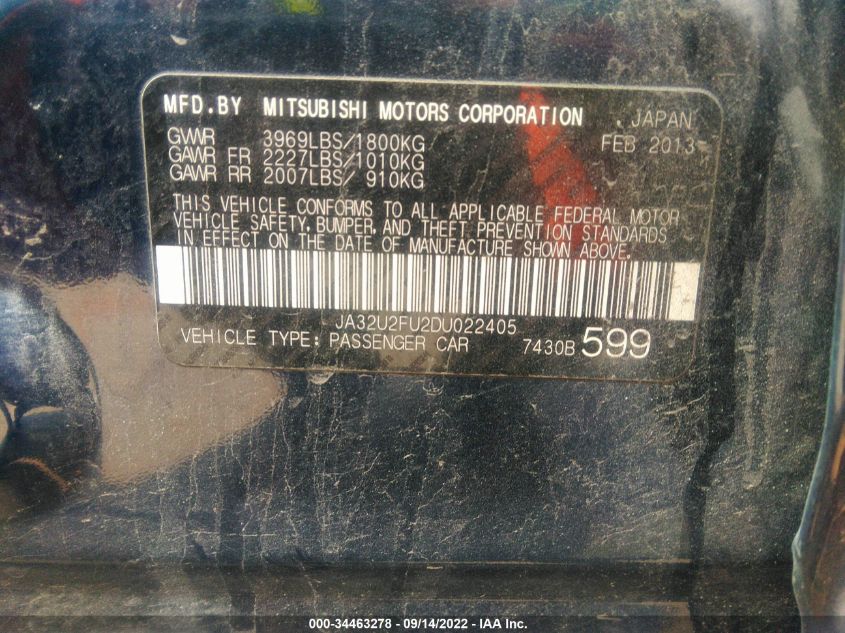 MFD.BY MITSUBISHI MOTORS CORPORATION JAPAN
GVWR 3969LBS/1800KG FEB 2013
GAWR FR 2227LBS/1010KG
GAWR RR 2007LBS/ 910KG
THIS VEHICLE CONFORMS TO ALL APPLICABLE FEDERAL MOTOR
VEHICLE SAFETY, BUMPER, AND THEFT PREVENTION STANDARDS
IN EFFECT ON THE DATE OF MANUFACTURE SHOWN ABOVE.
JA32U2FU2DU022405
VEHICLE TYPE: PASSENGER CAR 7430B 599
000-34463278 - 09/14/2022 - IAA Inc.